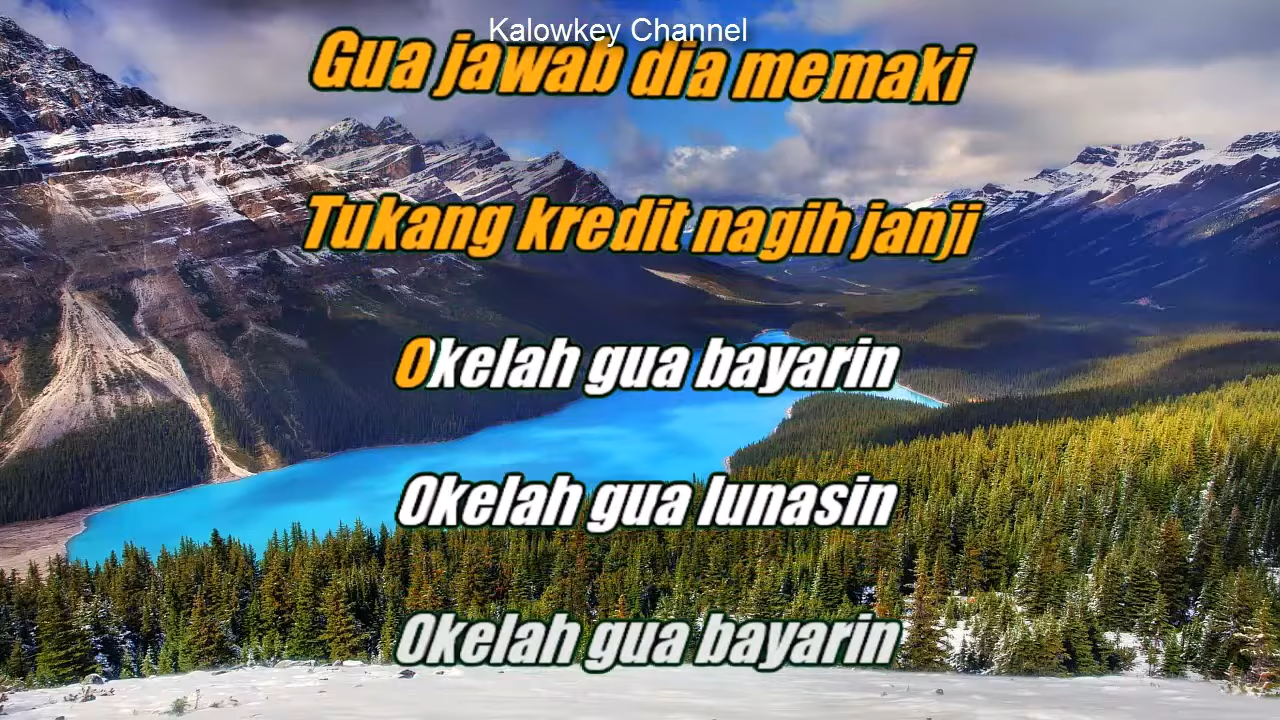 Kalowkey Channel
Gua jawab dia memaki
Tukang kredit nagih janji
Okelah gua bayarin
Okelah gua lunasin
Okelah gua bayarin